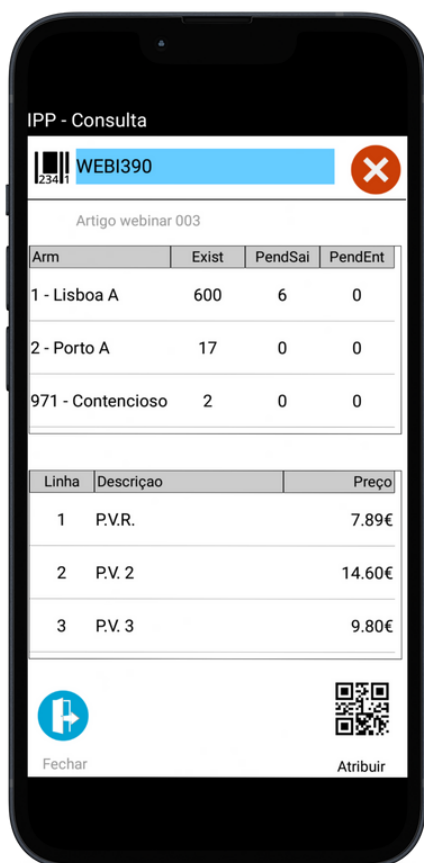 IPP - Consulta
23411 WEBI390
Artigo webinar 003
Arm Exist PendSai PendEnt
1 - Lisboa A 600 6 0
2 - Porto A 17 0 0
971 - Contencioso 2 0 0
Linha Descriçao Preço
1 P.V.R. 7.89€
2 P.V. 2 14.60€
3 P.V. 3 9.80€
Fechar Atribuir